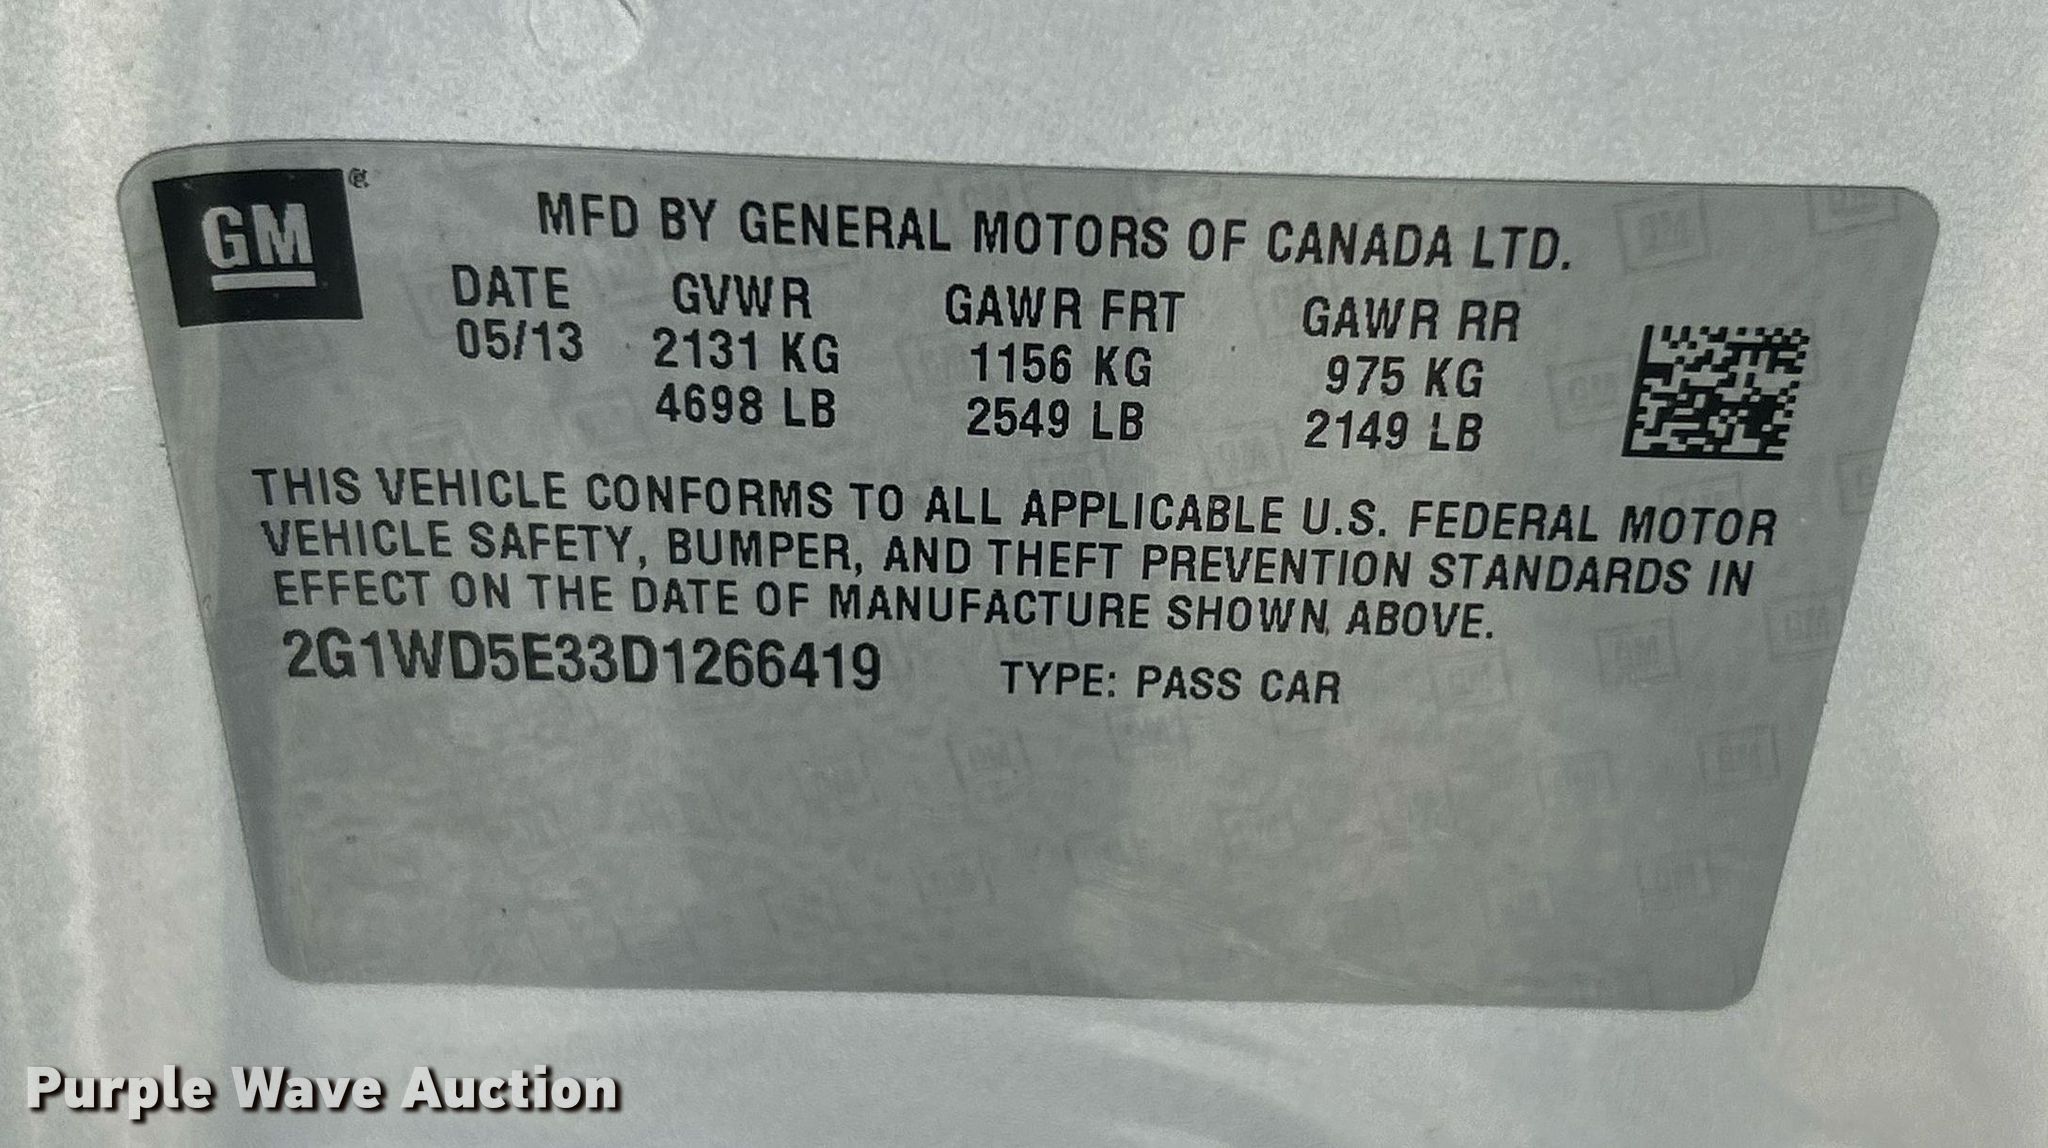 GM®
MFD BY GENERAL MOTORS OF CANADA LTD.
DATE GVWR GAWR FRT GAWR RR
05/13 2131 KG 1156 KG 975 KG
4698 LB 2549 LB 2149 LB
THIS VEHICLE CONFORMS TO ALL APPLICABLE U.S. FEDERAL MOTOR
VEHICLE SAFETY, BUMPER, AND THEFT PREVENTION STANDARDS IN
EFFECT ON THE DATE OF MANUFACTURE SHOWN ABOVE.
2G1WD5E33D1266419 TYPE: PASS CAR
Purple Wave Auction